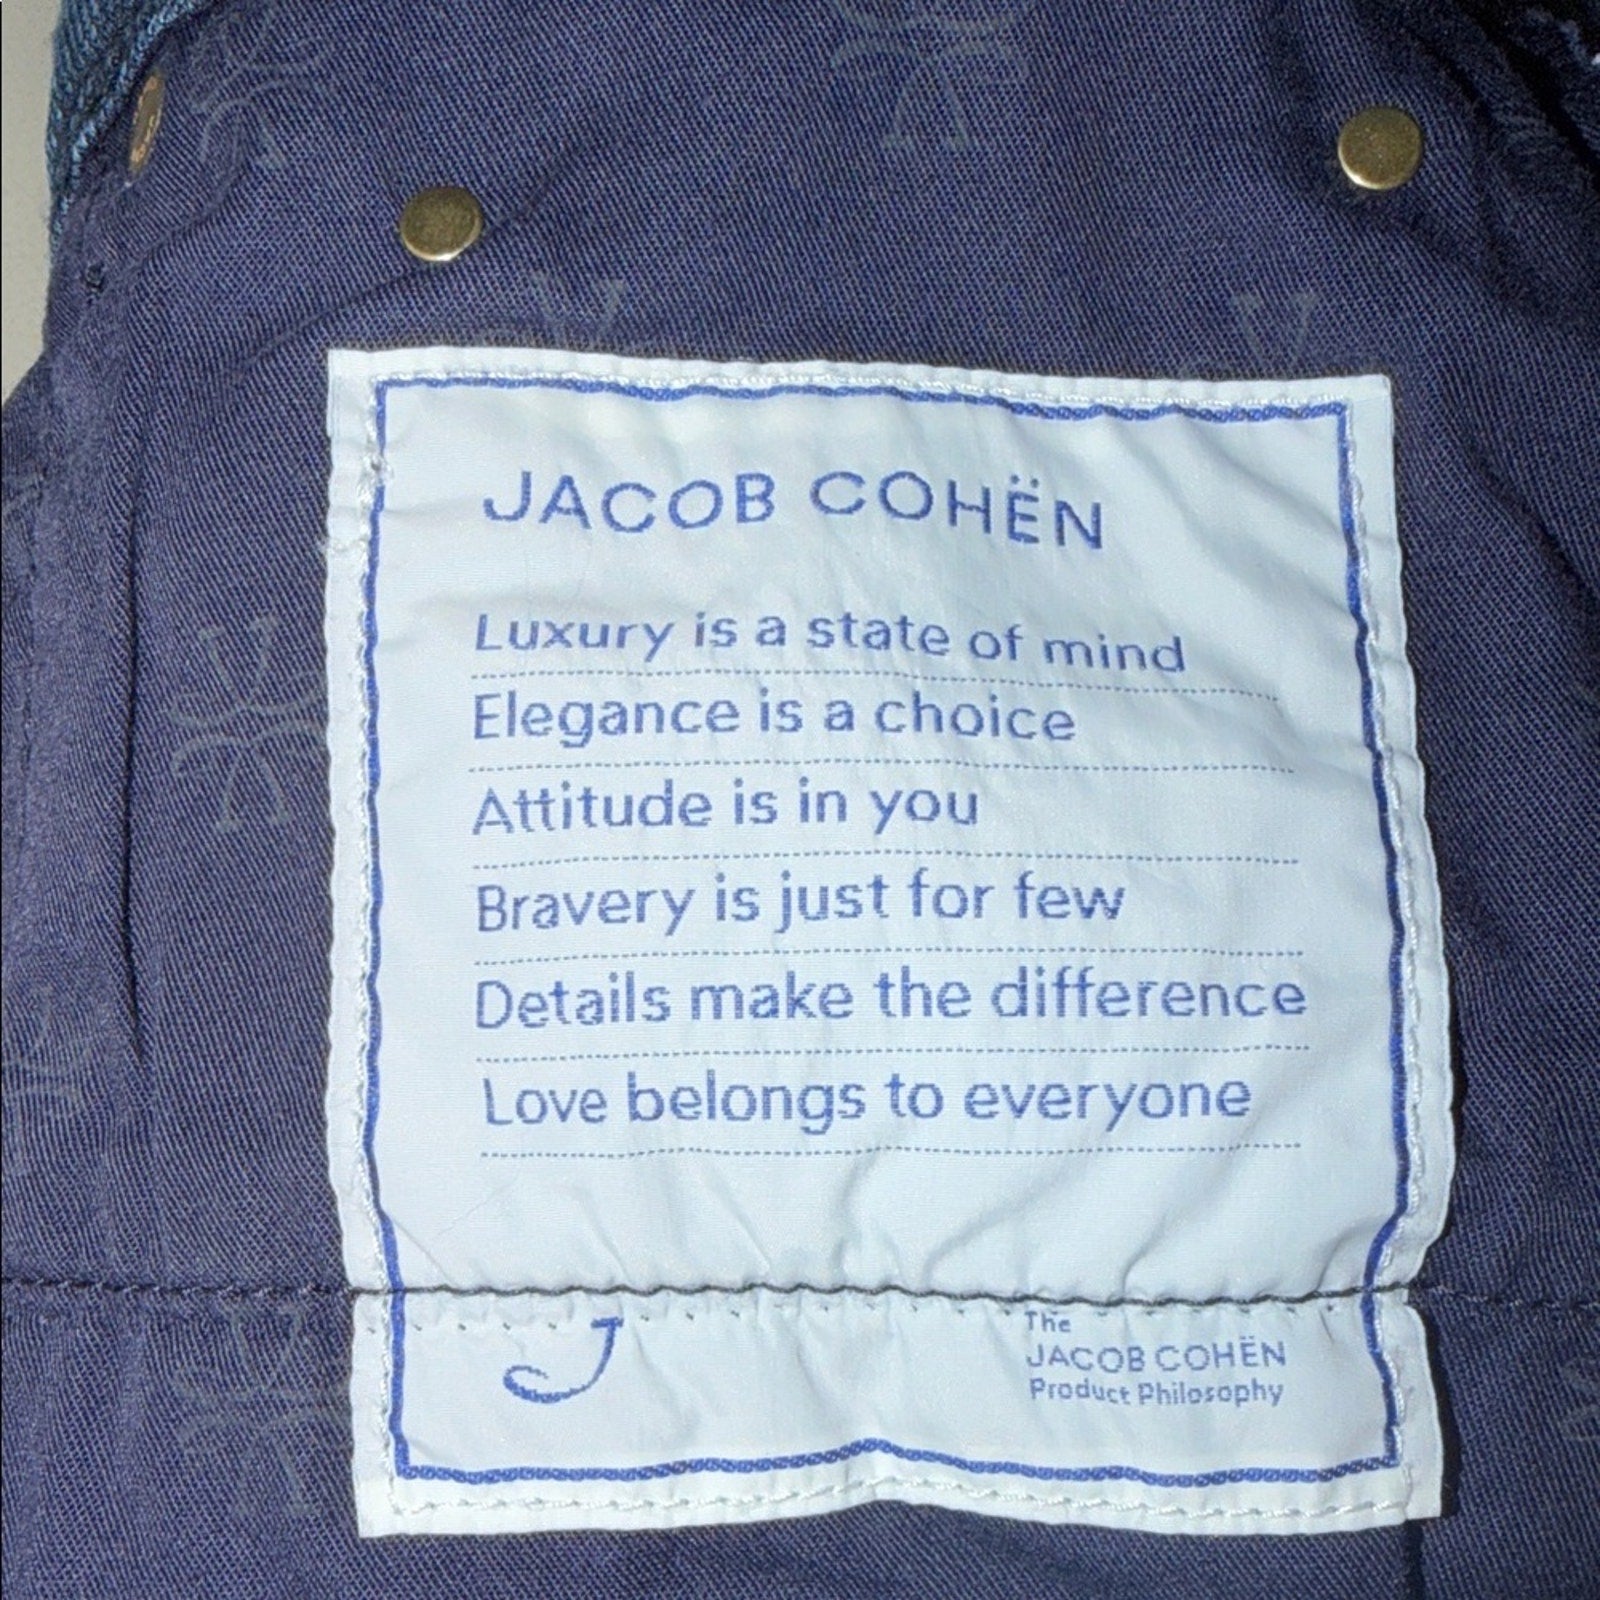 JACOB COHËN
Luxury is a state of mind
Elegance is a choice
Attitude is in you
Bravery is just for few
Details make the difference
Love belongs to everyone
J
The
JACOB COHËN
Product Philosophy